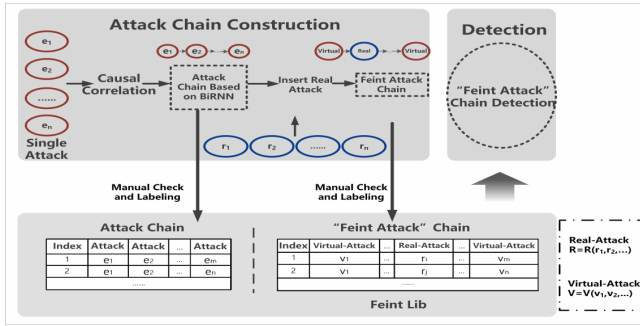 Attack Chain Construction
e1
e2
......
en
Single
Attack
Causal
Correlation
e1 e2 ... en
Attack
Chain Based
on BiRNN
Insert Real
Attack
Virtual Real ... Virtual
Feint Attack
Chain
r1 r2 ...... rn
Detection
“Feint Attack”
Chain Detection
Manual Check
and Labeling
Manual Check
and Labeling
Attack Chain
Index Attack Attack ... Attack
1 e1 e2 ... em
2 e1 e2 ... en
......
“Feint Attack” Chain
Index Virtual-Attack ... Real-Attack ... Virtual-Attack
1 v1 ... ri ... vm
2 v1 ... rj ... vn
......
Feint Lib
Real-Attack
R=R(r1,r2,...)
Virtual-Attack
V=V(v1,v2,...)